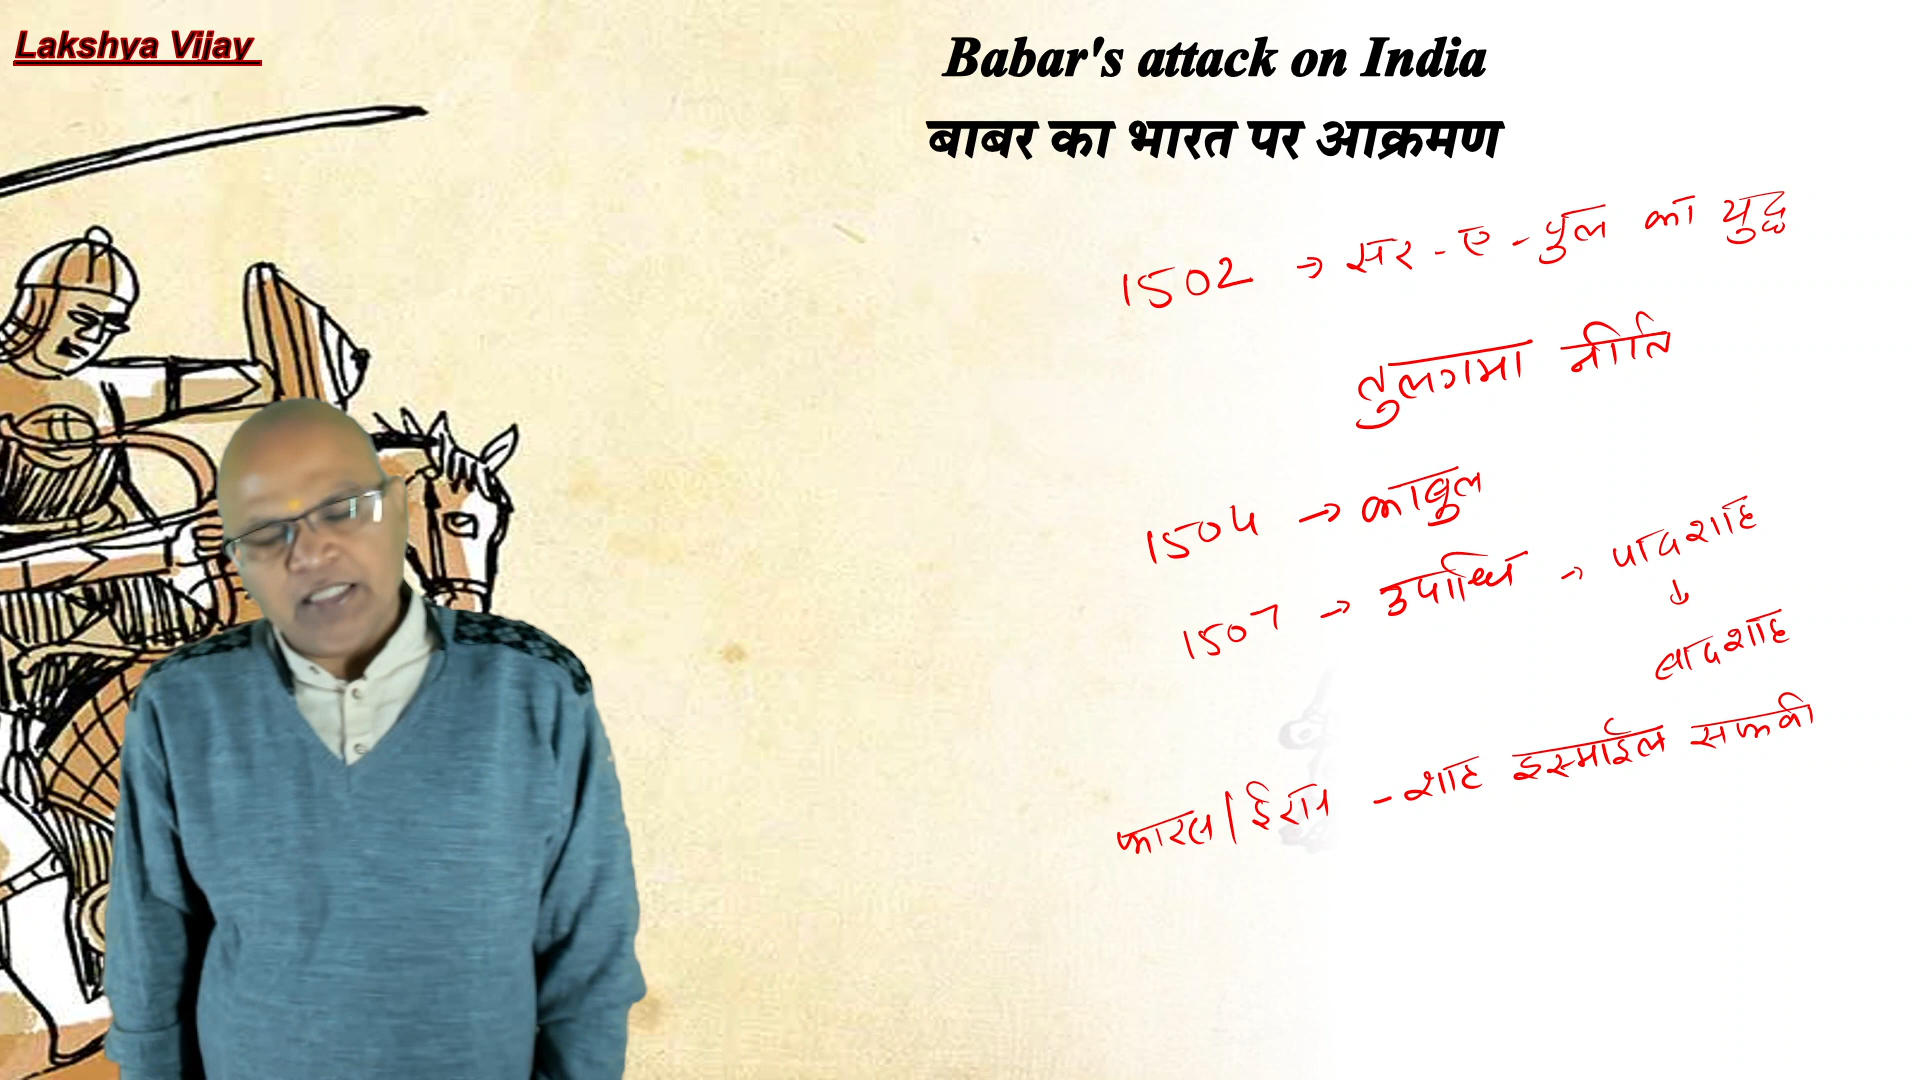 Lakshya Vijay
Babar's attack on India
बाबर का भारत पर आक्रमण
1502 → सर-ए-पुल का युद्ध
तुलगमा नीति
1504 → काबुल
1507 → उपाधि → पादशाह
↓
बादशाह
फारस/ईरान - शाह इस्माईल सफवी